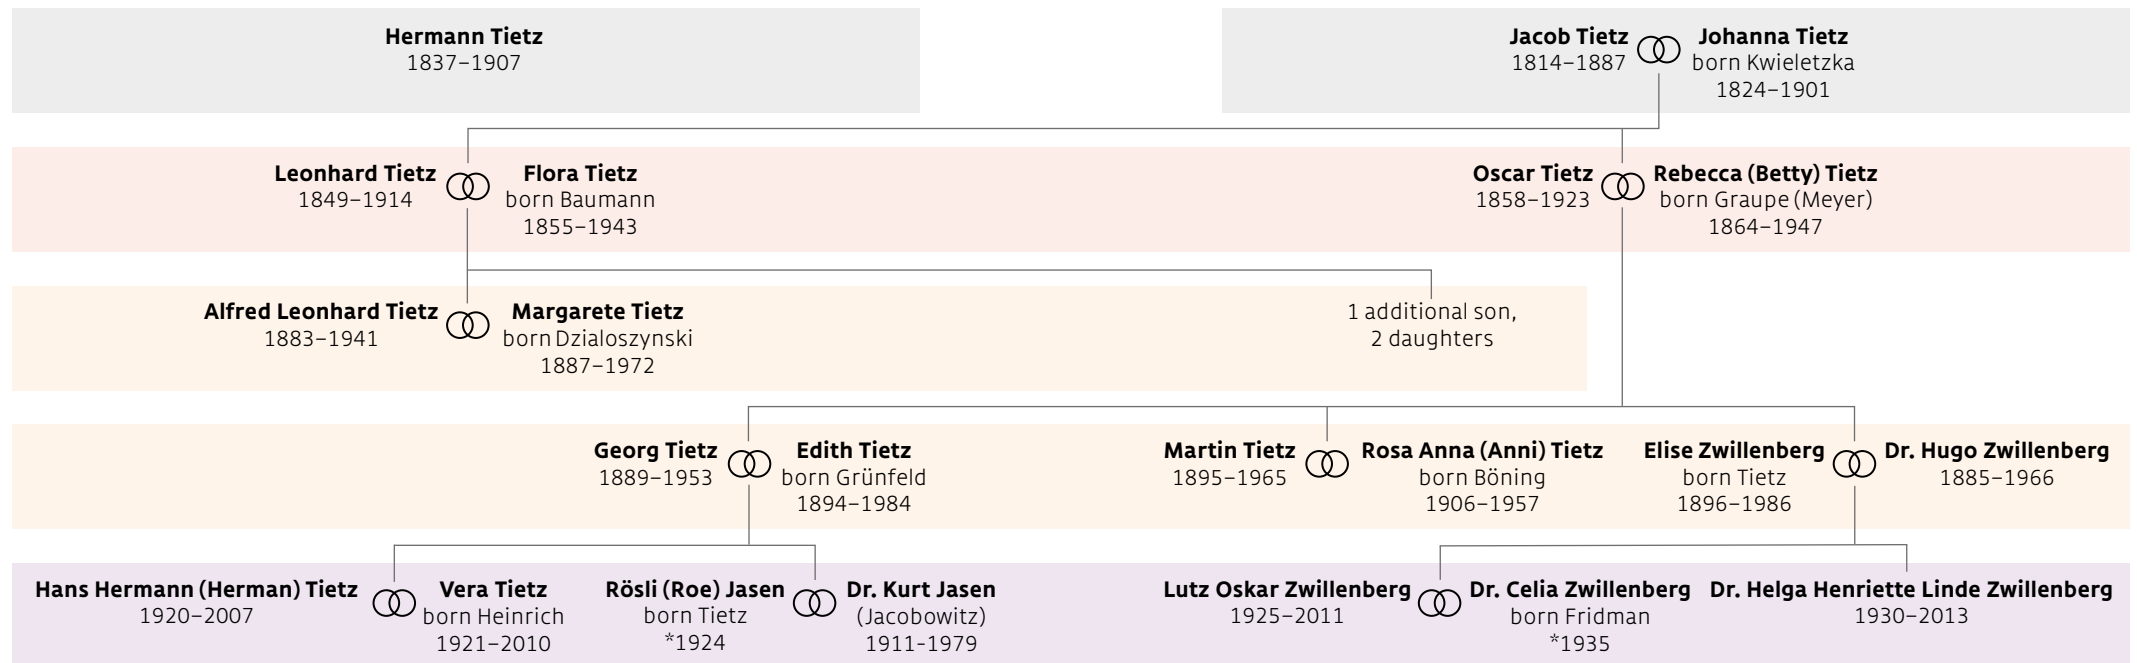 Hermann Tietz
1837–1907
Jacob Tietz
1814–1887
Johanna Tietz
born Kwieletzka
1824–1901
Leonhard Tietz
1849–1914
Flora Tietz
born Baumann
1855–1943
Oscar Tietz
1858–1923
Rebecca (Betty) Tietz
born Graupe (Meyer)
1864–1947
Alfred Leonhard Tietz
1883–1941
Margarete Tietz
born Dzialoszynski
1887–1972
1 additional son,
2 daughters
Georg Tietz
1889–1953
Edith Tietz
born Grünfeld
1894–1984
Martin Tietz
1895–1965
Rosa Anna (Anni) Tietz
born Böning
1906–1957
Elise Zwillenberg
born Tietz
1896–1986
Dr. Hugo Zwillenberg
1885–1966
Hans Hermann (Herman) Tietz
1920–2007
Vera Tietz
born Heinrich
1921–2010
Rösli (Roe) Jasen
born Tietz
*1924
Dr. Kurt Jasen
(Jacobowitz)
1911-1979
Lutz Oskar Zwillenberg
1925–2011
Dr. Celia Zwillenberg
born Fridman
*1935
Dr. Helga Henriette Linde Zwillenberg
1930–2013